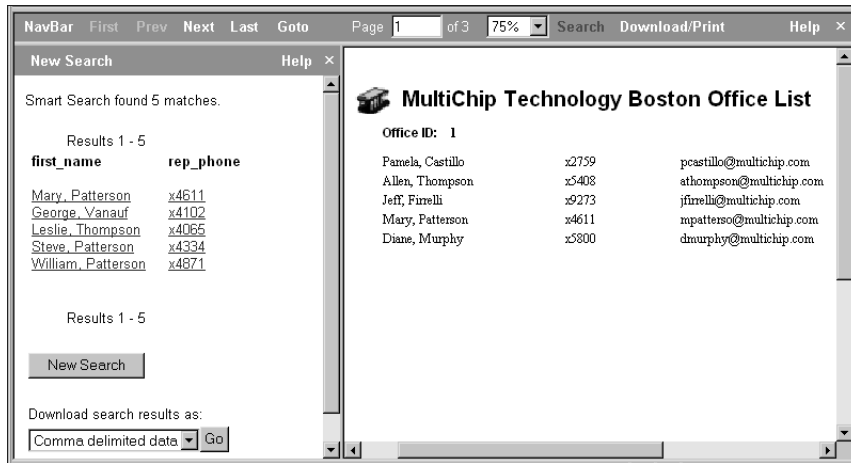 NavBar First Prev Next Last Goto Page 1 of 3 75% Search Download/Print Help ×
New Search Help ×
Smart Search found 5 matches.
Results 1 - 5
first_name rep_phone
Mary, Patterson x4611
George, Vanauf x4102
Leslie, Thompson x4065
Steve, Patterson x4334
William, Patterson x4871
Results 1 - 5
New Search
Download search results as:
Comma delimited data Go
MultiChip Technology Boston Office List
Office ID: 1
Pamela, Castillo x2759 pcastillo@multichip.com
Allen, Thompson x5408 athompson@multichip.com
Jeff, Firrelli x9273 jfirrelli@multichip.com
Mary, Patterson x4611 mpatterso@multichip.com
Diane, Murphy x5800 dmurphy@multichip.com